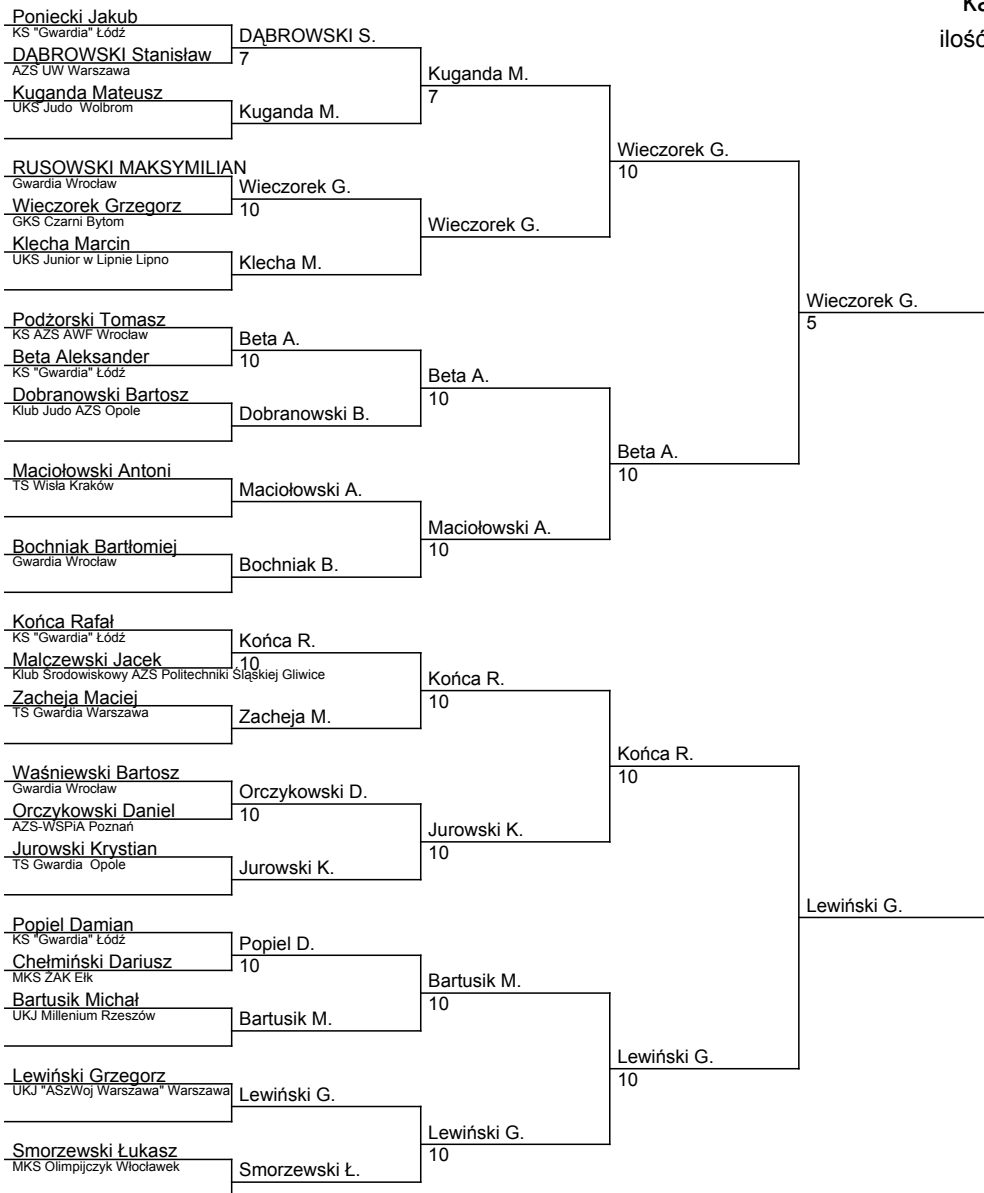 Ka
ilość
Poniecki Jakub
KS "Gwardia" Łódź
DĄBROWSKI Stanisław
AZS UW Warszawa
Kuganda Mateusz
UKS Judo Wolbrom
RUSOWSKI MAKSYMILIAN
Gwardia Wrocław
Wieczorek Grzegorz
GKS Czarni Bytom
Klecha Marcin
UKS Junior w Lipnie Lipno
Podżorski Tomasz
KS AZS AWF Wrocław
Beta Aleksander
KS "Gwardia" Łódź
Dobranowski Bartosz
Klub Judo AZS Opole
Maciołowski Antoni
TS Wisła Kraków
Bochniak Bartłomiej
Gwardia Wrocław
Końca Rafał
KS "Gwardia" Łódź
Malczewski Jacek
Klub Środowiskowy AZS Politechniki Śląskiej Gliwice
Zacheja Maciej
TS Gwardia Warszawa
Waśniewski Bartosz
Gwardia Wrocław
Orczykowski Daniel
AZS-WSPiA Poznań
Jurowski Krystian
TS Gwardia Opole
Popiel Damian
KS "Gwardia" Łódź
Chełmiński Dariusz
MKS ŻAK Ełk
Bartusik Michał
UKJ Millenium Rzeszów
Lewiński Grzegorz
UKJ "ASzWoj Warszawa" Warszawa
Smorzewski Łukasz
MKS Olimpijczyk Włocławek
DĄBROWSKI S.
7
Kuganda M.
Wieczorek G.
10
Klecha M.
Beta A.
10
Dobranowski B.
Maciołowski A.
Bochniak B.
Końca R.
10
Zacheja M.
Orczykowski D.
10
Jurowski K.
Popiel D.
10
Bartusik M.
Lewiński G.
Smorzewski Ł.
Kuganda M.
7
Wieczorek G.
Beta A.
10
Maciołowski A.
10
Końca R.
10
Jurowski K.
10
Bartusik M.
10
Lewiński G.
10
Wieczorek G.
10
Beta A.
10
Końca R.
10
Lewiński G.
10
Wieczorek G.
5
Lewiński G.